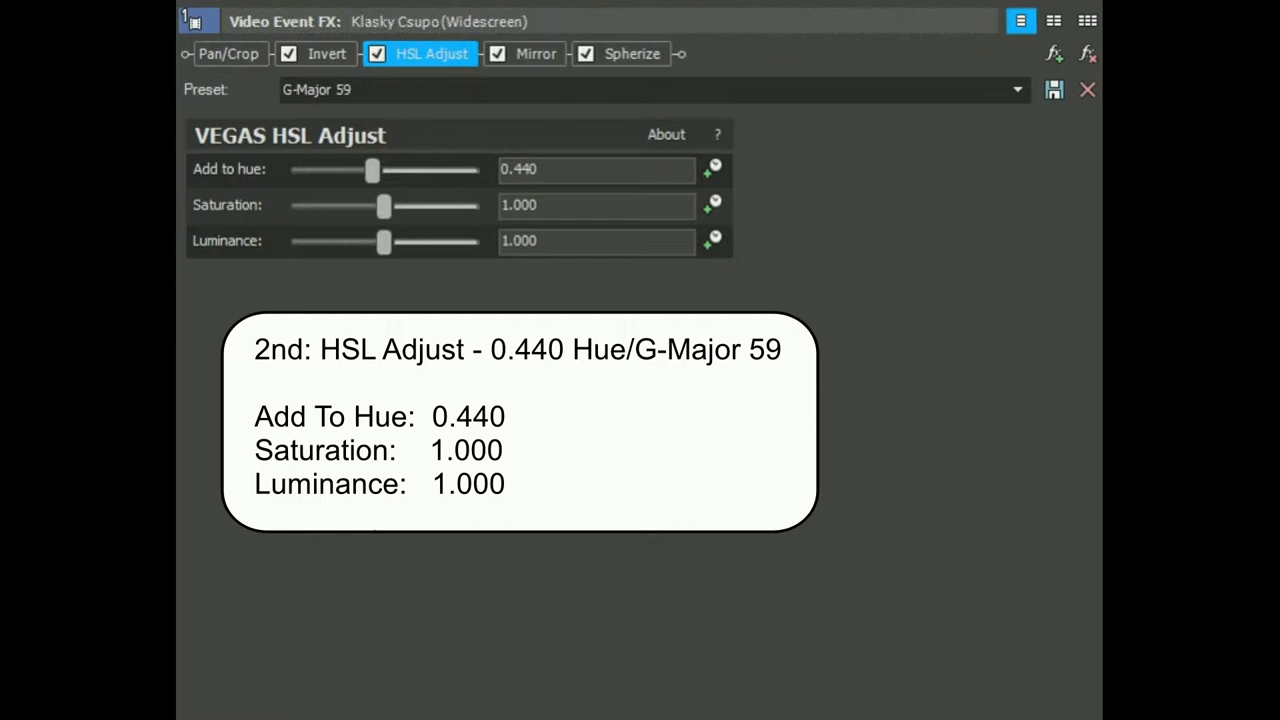 1 Video Event FX: Klasky Csupo (Widescreen)
Pan/Crop Invert HSL Adjust Mirror Spherize
Preset: G-Major 59
VEGAS HSL Adjust About ?
Add to hue: 0.440
Saturation: 1.000
Luminance: 1.000
2nd: HSL Adjust - 0.440 Hue/G-Major 59
Add To Hue: 0.440
Saturation: 1.000
Luminance: 1.000